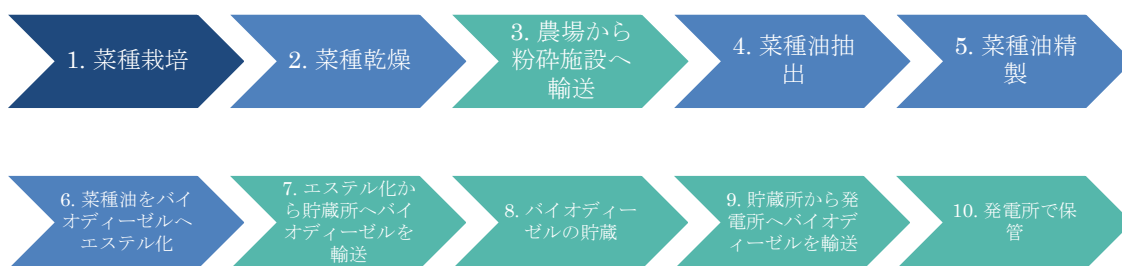 1. 菜種栽培
2. 菜種乾燥
3. 農場から
粉砕施設へ
輸送
4. 菜種油抽
出
5. 菜種油精
製
6. 菜種油をバイ
オディーゼルへ
エステル化
7. エステル化か
ら貯蔵所へバイ
オディーゼルを
輸送
8. バイオディー
ゼルの貯蔵
9. 貯蔵所から発
電所へバイオデ
ィーゼルを輸送
10. 発電所で保
管